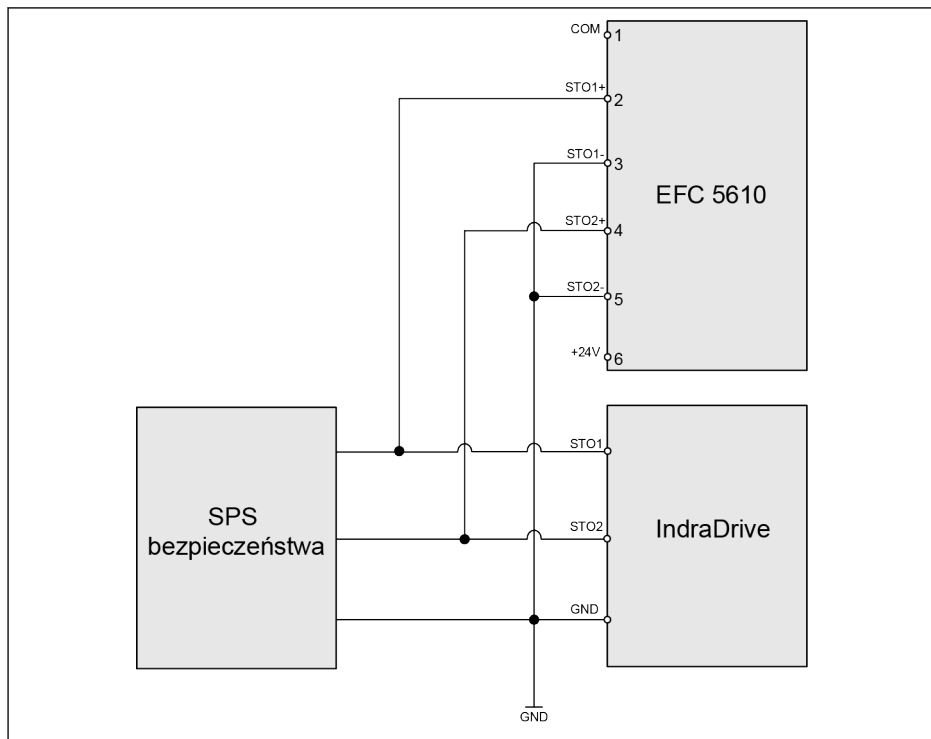 COM
1
STO1+
2
STO1-
3
EFC 5610
STO2+
4
STO2-
5
+24V
6
STO1
SPS
bezpieczeństwa
STO2
IndraDrive
GND
GND